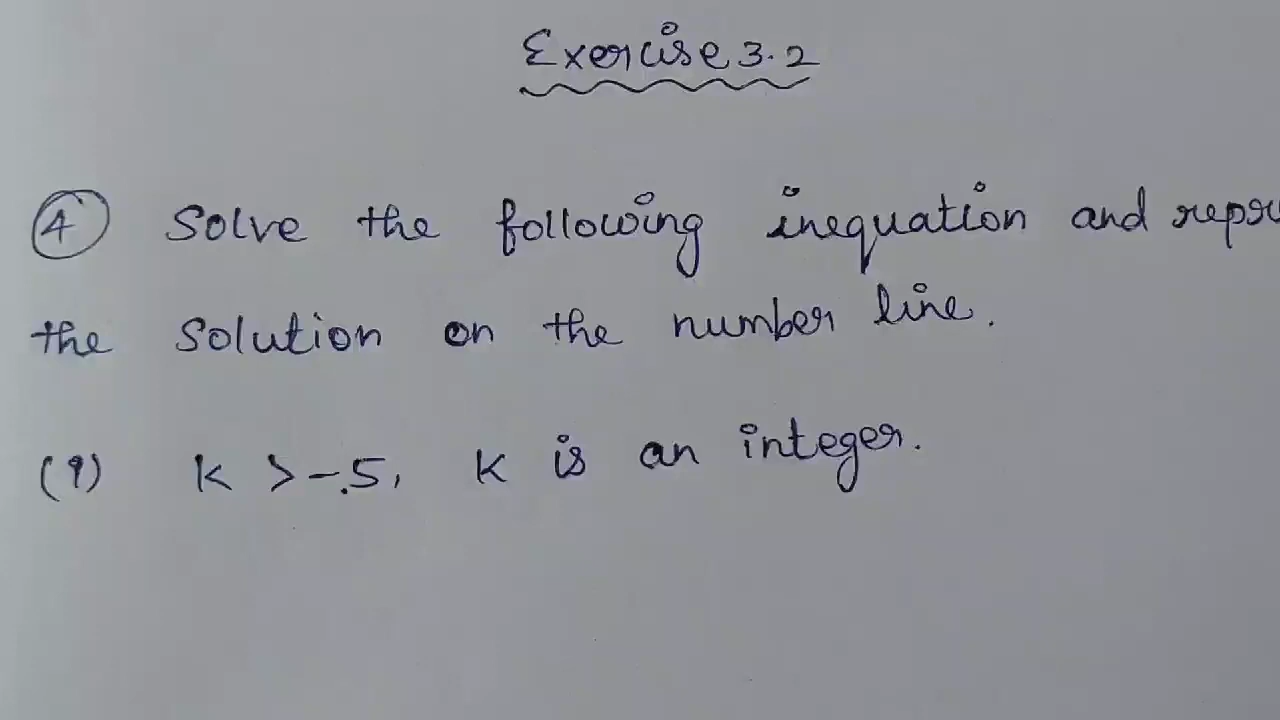 Exercise 3.2
4 Solve the following inequation and repr
the solution on the number line.
(i) K > -5, K is an integer.